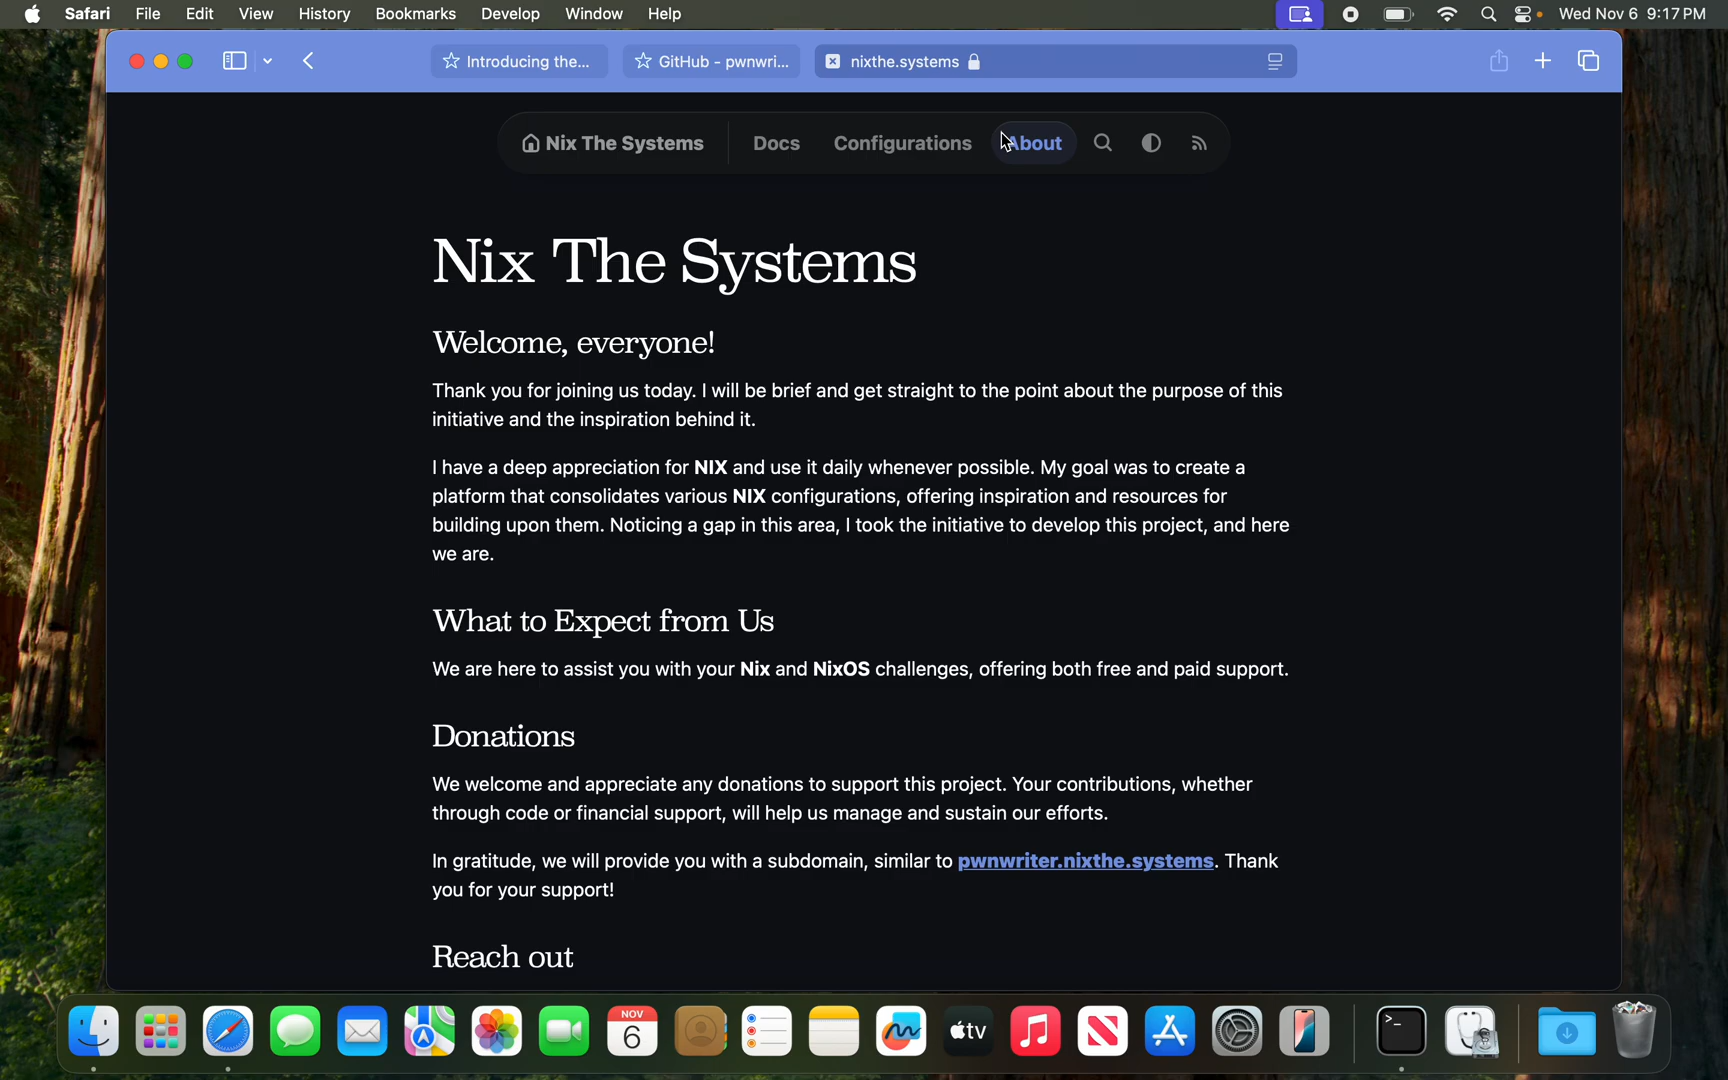 Safari File Edit View History Bookmarks Develop Window Help Wed Nov 6 9:17 PM
Introducing the... GitHub - pwnwri... nixthe.systems
Nix The Systems Docs Configurations About
Nix The Systems
Welcome, everyone!
Thank you for joining us today. I will be brief and get straight to the point about the purpose of this
initiative and the inspiration behind it.
I have a deep appreciation for NIX and use it daily whenever possible. My goal was to create a
platform that consolidates various NIX configurations, offering inspiration and resources for
building upon them. Noticing a gap in this area, I took the initiative to develop this project, and here
we are.
What to Expect from Us
We are here to assist you with your Nix and NixOS challenges, offering both free and paid support.
Donations
We welcome and appreciate any donations to support this project. Your contributions, whether
through code or financial support, will help us manage and sustain our efforts.
In gratitude, we will provide you with a subdomain, similar to pwnwriter.nixthe.systems. Thank
you for your support!
Reach out
NOV
6
tv
>_